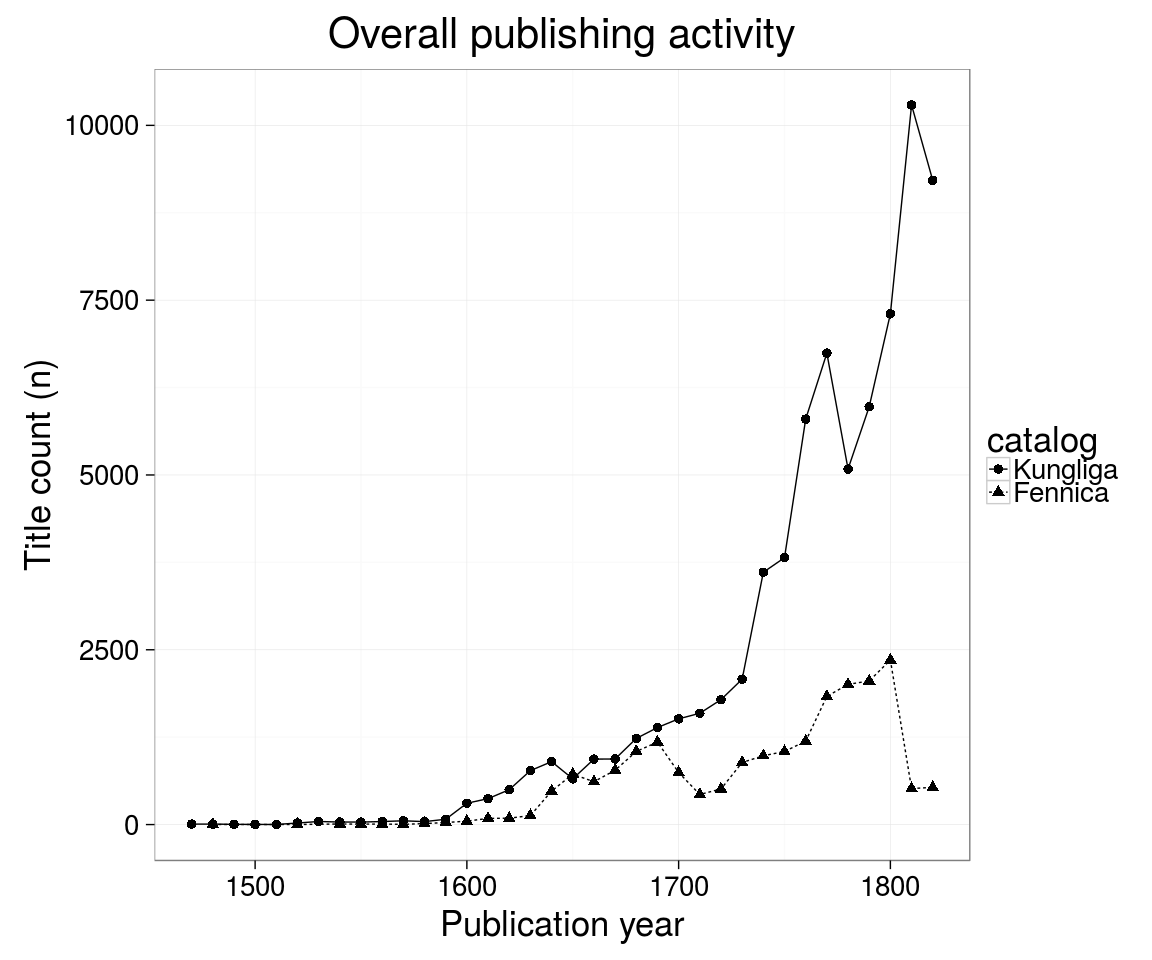 Overall publishing activity
10000
7500
5000
2500
0
Title count (n)
1500 1600 1700 1800
Publication year
catalog
Kungliga
Fennica